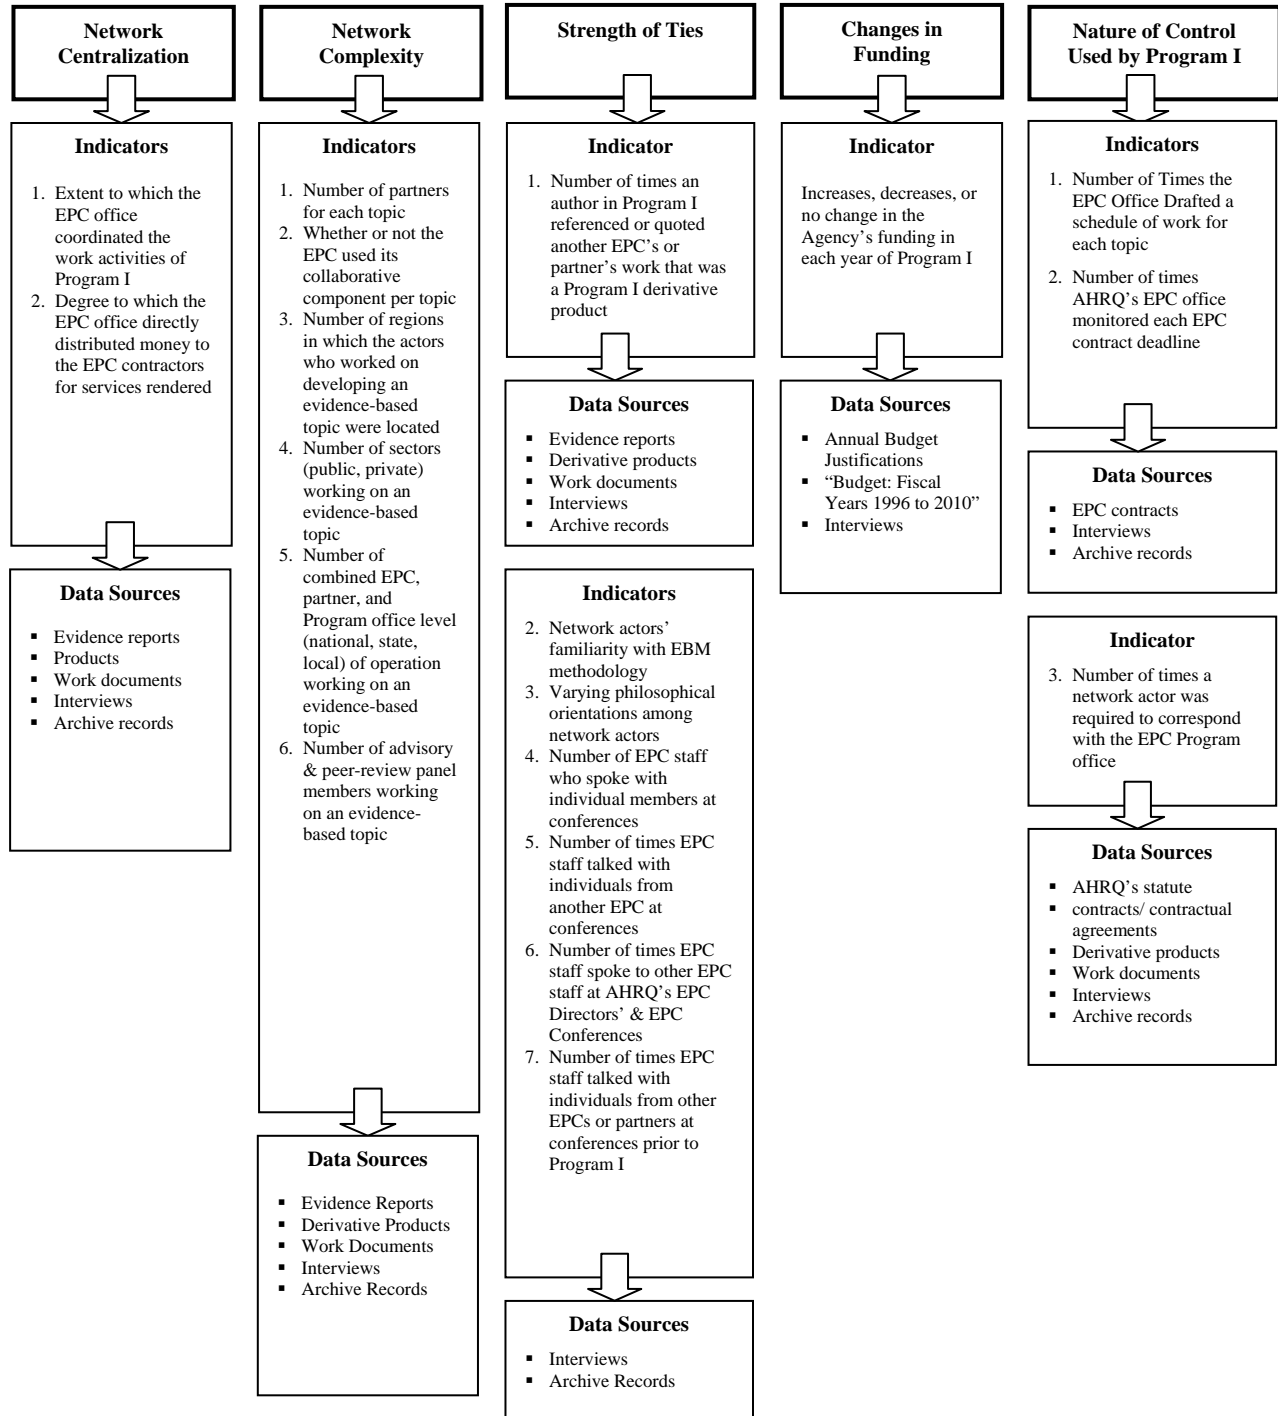 Network
Centralization
Indicators
1. Extent to which the
EPC office
coordinated the
work activities of
Program I
2. Degree to which the
EPC office directly
distributed money to
the EPC contractors
for services rendered
Data Sources
▪ Evidence reports
▪ Products
▪ Work documents
▪ Interviews
▪ Archive records
Network
Complexity
Indicators
1. Number of partners
for each topic
2. Whether or not the
EPC used its
collaborative
component per topic
3. Number of regions
in which the actors
who worked on
developing an
evidence-based
topic were located
4. Number of sectors
(public, private)
working on an
evidence-based
topic
5. Number of
combined EPC,
partner, and
Program office level
(national, state,
local) of operation
working on an
evidence-based
topic
6. Number of advisory
& peer-review panel
members working
on an evidence-
based topic
Data Sources
▪ Evidence Reports
▪ Derivative Products
▪ Work Documents
▪ Interviews
▪ Archive Records
Strength of Ties
Indicator
1. Number of times an
author in Program I
referenced or quoted
another EPC's or
partner's work that was
a Program I derivative
product
Data Sources
▪ Evidence reports
▪ Derivative products
▪ Work documents
▪ Interviews
▪ Archive records
Indicators
2. Network actors'
familiarity with EBM
methodology
3. Varying philosophical
orientations among
network actors
4. Number of EPC staff
who spoke with
individual members at
conferences
5. Number of times EPC
staff talked with
individuals from
another EPC at
conferences
6. Number of times EPC
staff spoke to other EPC
staff at AHRQ's EPC
Directors' & EPC
Conferences
7. Number of times EPC
staff talked with
individuals from other
EPCs or partners at
conferences prior to
Program I
Data Sources
▪ Interviews
▪ Archive Records
Changes in
Funding
Indicator
Increases, decreases, or
no change in the
Agency's funding in
each year of Program I
Data Sources
▪ Annual Budget
Justifications
▪ "Budget: Fiscal
Years 1996 to 2010"
▪ Interviews
Nature of Control
Used by Program I
Indicators
1. Number of Times the
EPC Office Drafted a
schedule of work for
each topic
2. Number of times
AHRQ's EPC office
monitored each EPC
contract deadline
Data Sources
▪ EPC contracts
▪ Interviews
▪ Archive records
Indicator
3. Number of times a
network actor was
required to correspond
with the EPC Program
office
Data Sources
▪ AHRQ's statute
▪ contracts/ contractual
agreements
▪ Derivative products
▪ Work documents
▪ Interviews
▪ Archive records